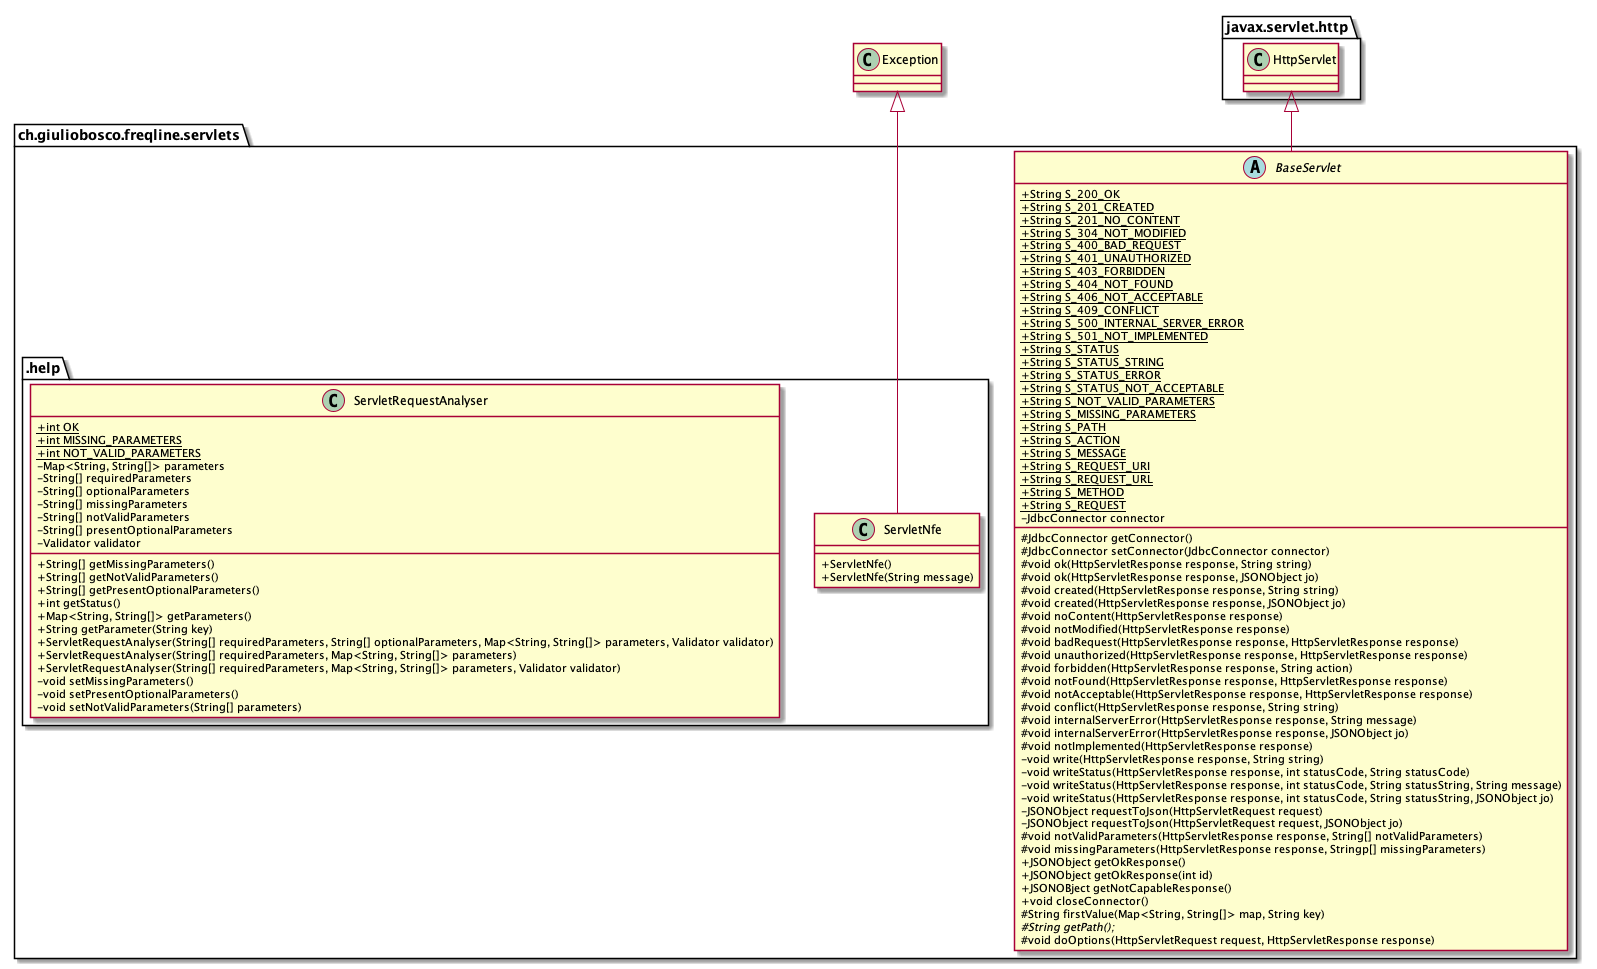 javax.servlet.http
C HttpServlet
C Exception
ch.giuliobosco.freqline.servlets
A BaseServlet
+String S_200_OK
+String S_201_CREATED
+String S_201_NO_CONTENT
+String S_304_NOT_MODIFIED
+String S_400_BAD_REQUEST
+String S_401_UNAUTHORIZED
+String S_403_FORBIDDEN
+String S_404_NOT_FOUND
+String S_406_NOT_ACCEPTABLE
+String S_409_CONFLICT
+String S_500_INTERNAL_SERVER_ERROR
+String S_501_NOT_IMPLEMENTED
+String S_STATUS
+String S_STATUS_STRING
+String S_STATUS_ERROR
+String S_STATUS_NOT_ACCEPTABLE
+String S_NOT_VALID_PARAMETERS
+String S_MISSING_PARAMETERS
+String S_PATH
+String S_ACTION
+String S_MESSAGE
+String S_REQUEST_URI
+String S_REQUEST_URL
+String S_METHOD
+String S_REQUEST
-JdbcConnector connector
#JdbcConnector getConnector()
#JdbcConnector setConnector(JdbcConnector connector)
#void ok(HttpServletResponse response, String string)
#void ok(HttpServletResponse response, JSONObject jo)
#void created(HttpServletResponse response, String string)
#void created(HttpServletResponse response, JSONObject jo)
#void noContent(HttpServletResponse response)
#void notModified(HttpServletResponse response)
#void badRequest(HttpServletResponse response, HttpServletResponse response)
#void unauthorized(HttpServletResponse response, HttpServletResponse response)
#void forbidden(HttpServletResponse response, String action)
#void notFound(HttpServletResponse response, HttpServletResponse response)
#void notAcceptable(HttpServletResponse response, HttpServletResponse response)
#void conflict(HttpServletResponse response, String string)
#void internalServerError(HttpServletResponse response, String message)
#void internalServerError(HttpServletResponse response, JSONObject jo)
#void notImplemented(HttpServletResponse response)
-void write(HttpServletResponse response, String string)
-void writeStatus(HttpServletResponse response, int statusCode, String statusCode)
-void writeStatus(HttpServletResponse response, int statusCode, String statusString, String message)
-void writeStatus(HttpServletResponse response, int statusCode, String statusString, JSONObject jo)
-JSONObject requestToJson(HttpServletRequest request)
-JSONObject requestToJson(HttpServletRequest request, JSONObject jo)
#void notValidParameters(HttpServletResponse response, String[] notValidParameters)
#void missingParameters(HttpServletResponse response, Stringp[] missingParameters)
+JSONObject getOkResponse()
+JSONObject getOkResponse(int id)
+JSONOBject getNotCapableResponse()
+void closeConnector()
#String firstValue(Map<String, String[]> map, String key)
#String getPath();
#void doOptions(HttpServletRequest request, HttpServletResponse response)
.help
C ServletRequestAnalyser
+int OK
+int MISSING_PARAMETERS
+int NOT_VALID_PARAMETERS
-Map<String, String[]> parameters
-String[] requiredParameters
-String[] optionalParameters
-String[] missingParameters
-String[] notValidParameters
-String[] presentOptionalParameters
-Validator validator
+String[] getMissingParameters()
+String[] getNotValidParameters()
+String[] getPresentOptionalParameters()
+int getStatus()
+Map<String, String[]> getParameters()
+String getParameter(String key)
+ServletRequestAnalyser(String[] requiredParameters, String[] optionalParameters, Map<String, String[]> parameters, Validator validator)
+ServletRequestAnalyser(String[] requiredParameters, Map<String, String[]> parameters)
+ServletRequestAnalyser(String[] requiredParameters, Map<String, String[]> parameters, Validator validator)
-void setMissingParameters()
-void setPresentOptionalParameters()
-void setNotValidParameters(String[] parameters)
C ServletNfe
+ServletNfe()
+ServletNfe(String message)